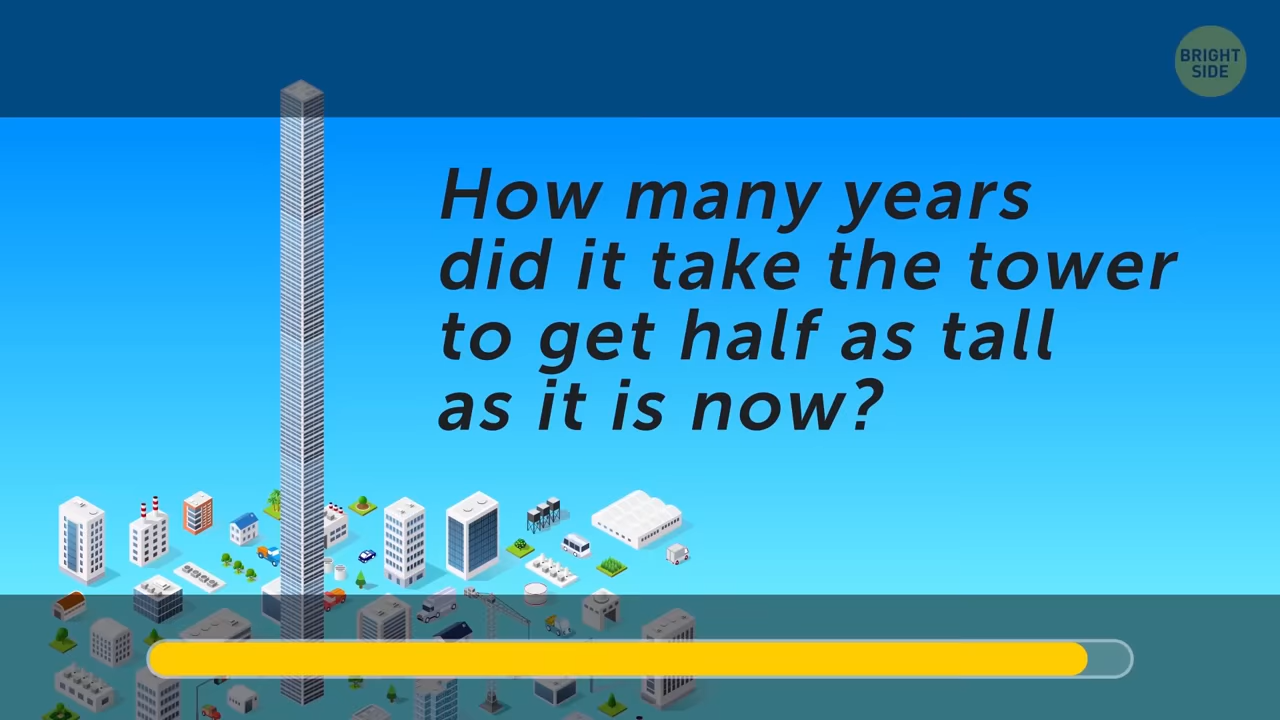 BRIGHT
SIDE
How many years
did it take the tower
to get half as tall
as it is now?